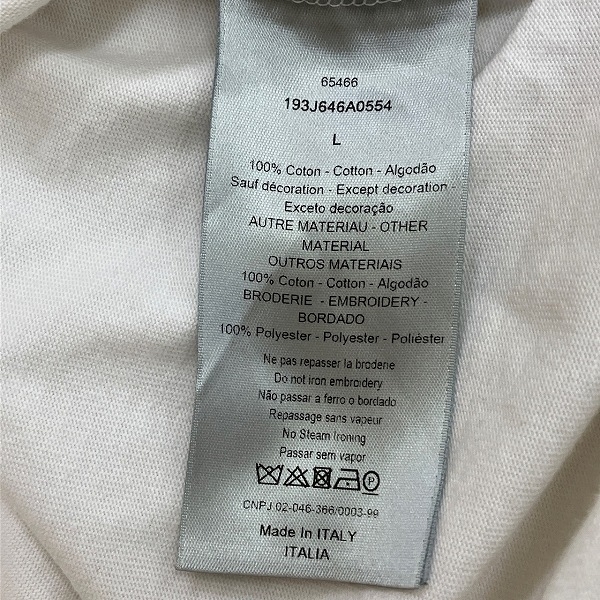 65466
193J646A0554
L
100% Coton - Cotton - Algodão
Sauf décoration - Except decoration -
Exceto decoração
AUTRE MATERIAU - OTHER
MATERIAL
OUTROS MATERIAIS
100% Coton - Cotton - Algodão
BRODERIE - EMBROIDERY -
BORDADO
100% Polyester - Polyester - Poliéster
Ne pas repasser la broderie
Do not iron embroidery
Não passar a ferro o bordado
Repassage sans vapeur
No Steam Ironing
Passar sem vapor
P
CNPJ 02-046-366/0003-99
Made In ITALY
ITALIA